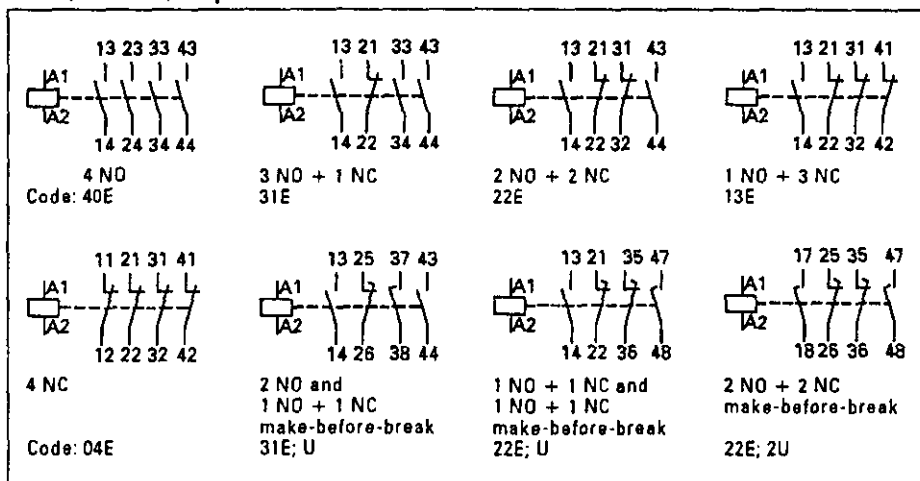 13 23 33 43
A1
A2
14 24 34 44
4 NO
Code: 40E
13 21 33 43
A1
A2
14 22 34 44
3 NO + 1 NC
31E
13 21 31 43
A1
A2
14 22 32 44
2 NO + 2 NC
22E
13 21 31 41
A1
A2
14 22 32 42
1 NO + 3 NC
13E
11 21 31 41
A1
A2
12 22 32 42
4 NC
Code: 04E
13 25 37 43
A1
A2
14 26 38 44
2 NO and
1 NO + 1 NC
make-before-break
31E; U
13 21 35 47
A1
A2
14 22 36 48
1 NO + 1 NC and
1 NO + 1 NC
make-before-break
22E; U
17 25 35 47
A1
A2
18 26 36 48
2 NO + 2 NC
make-before-break
22E; 2U